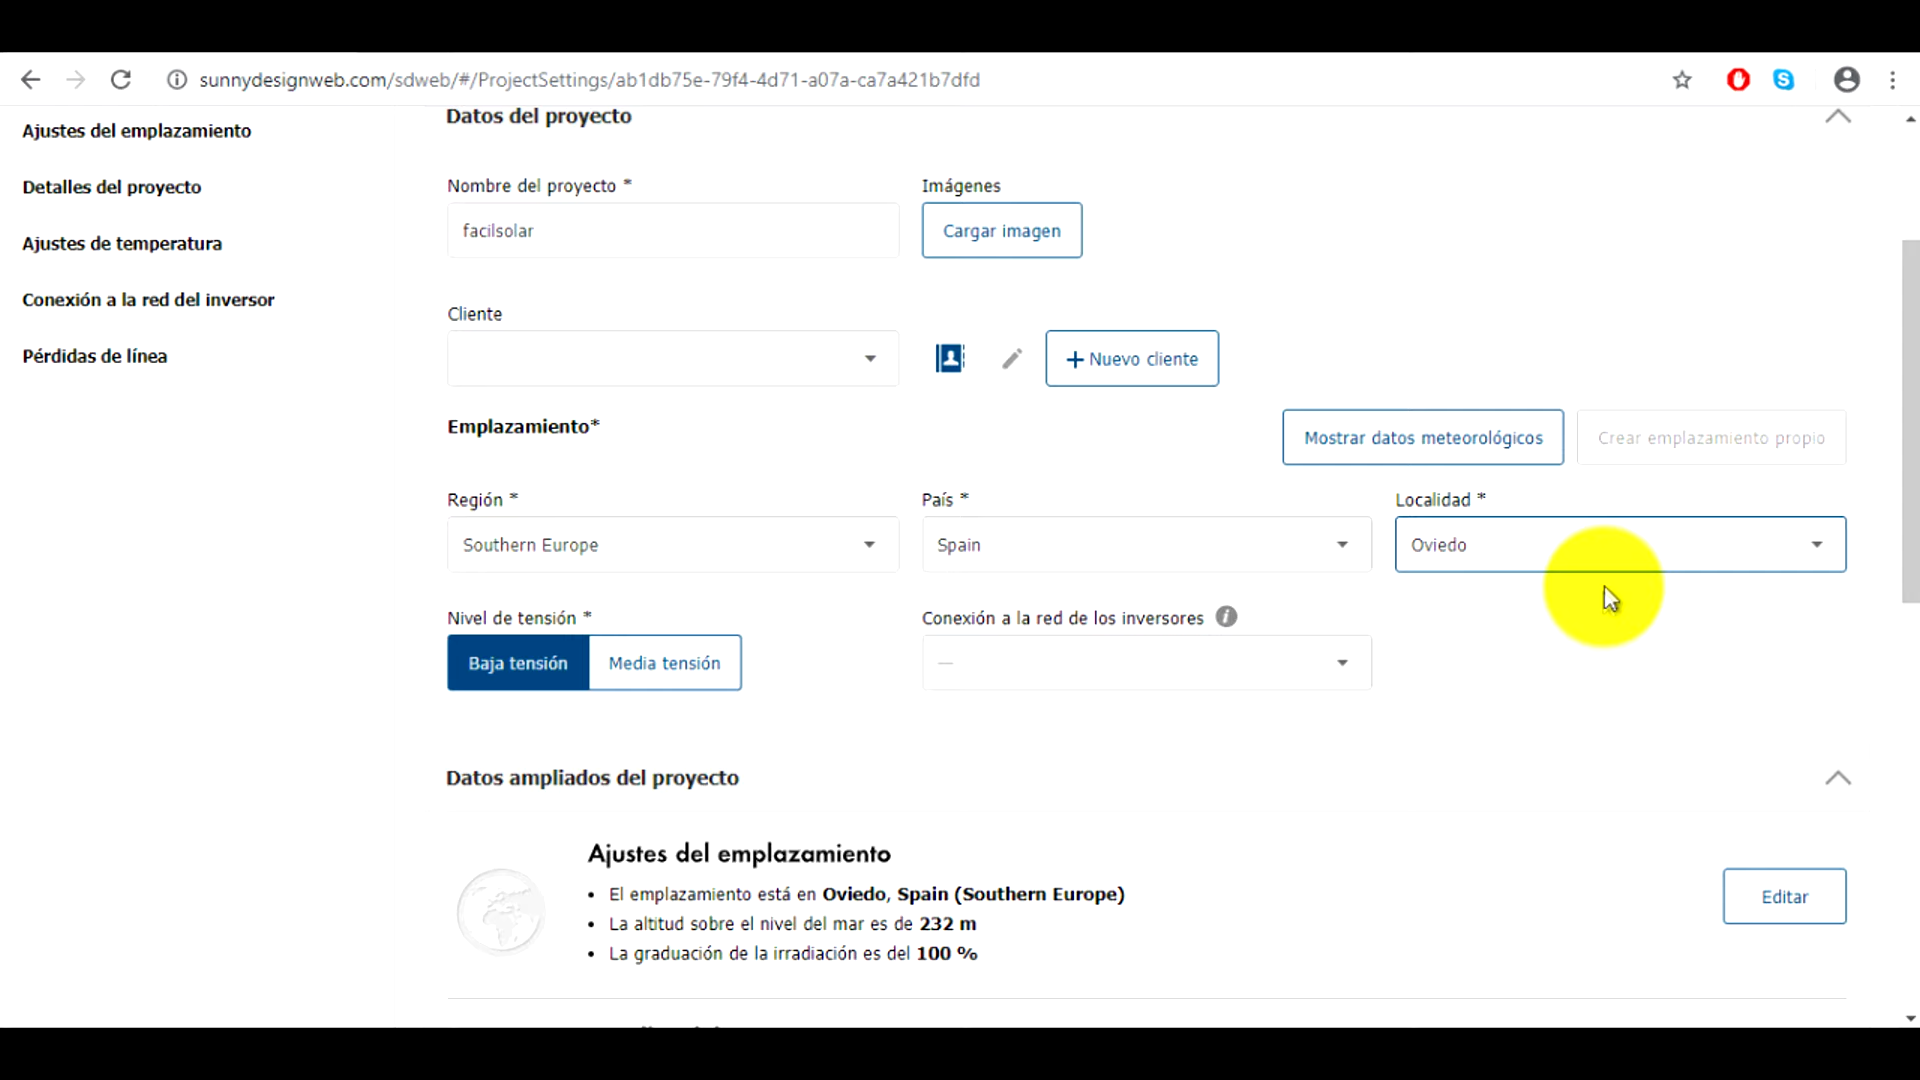 sunnydesignweb.com/sdweb/#/ProjectSettings/ab1db75e-79f4-4d71-a07a-ca7a421b7dfd
Ajustes del emplazamiento
Detalles del proyecto
Ajustes de temperatura
Conexión a la red del inversor
Pérdidas de línea
Datos del proyecto
Nombre del proyecto *
Imágenes
facilsolar
Cargar imagen
Cliente
+ Nuevo cliente
Emplazamiento*
Mostrar datos meteorológicos
Crear emplazamiento propio
Región *
País *
Localidad *
Southern Europe
Spain
Oviedo
Nivel de tensión *
Conexión a la red de los inversores i
Baja tensión
Media tensión
—
Datos ampliados del proyecto
Ajustes del emplazamiento
• El emplazamiento está en Oviedo, Spain (Southern Europe)
• La altitud sobre el nivel del mar es de 232 m
• La graduación de la irradiación es del 100 %
Editar